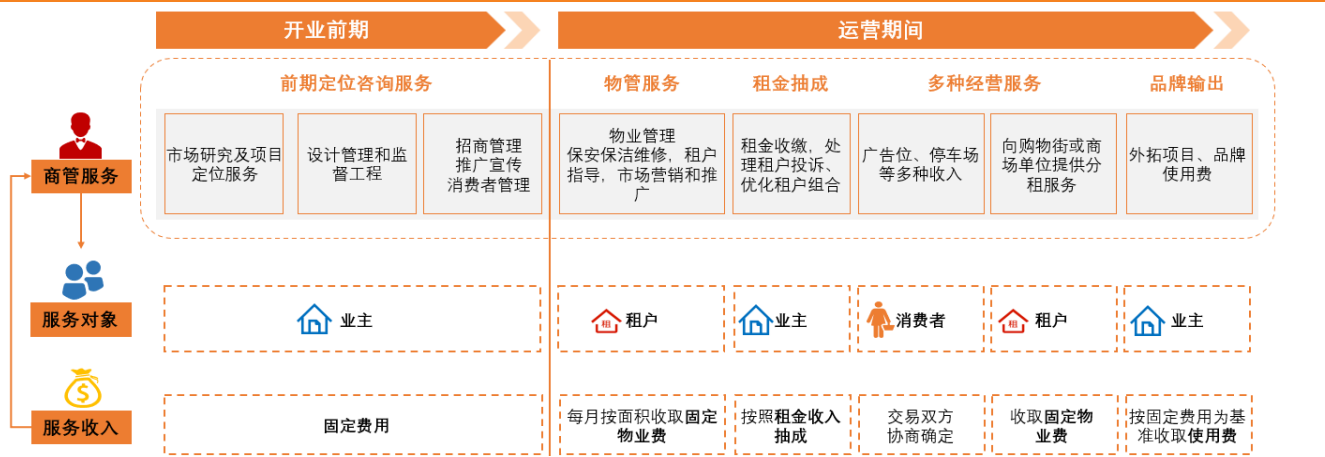 开业前期
运营期间
前期定位咨询服务
物管服务
租金抽成
多种经营服务
品牌输出
商管服务
市场研究及项目
定位服务
设计管理和监
督工程
招商管理
推广宣传
消费者管理
物业管理
保安保洁维修，租户
指导，市场营销和推
广
租金收缴、处
理租户投诉、
优化租户组合
广告位、停车场
等多种收入
向购物街或商
场单位提供分
租服务
外拓项目、品牌
使用费
服务对象
业主
租
租户
业主
消费者
租
租户
业主
$
服务收入
固定费用
每月按面积收取固定
物业费
按照租金收入
抽成
交易双方
协商确定
收取固定物
业费
按固定费用为基
准收取使用费